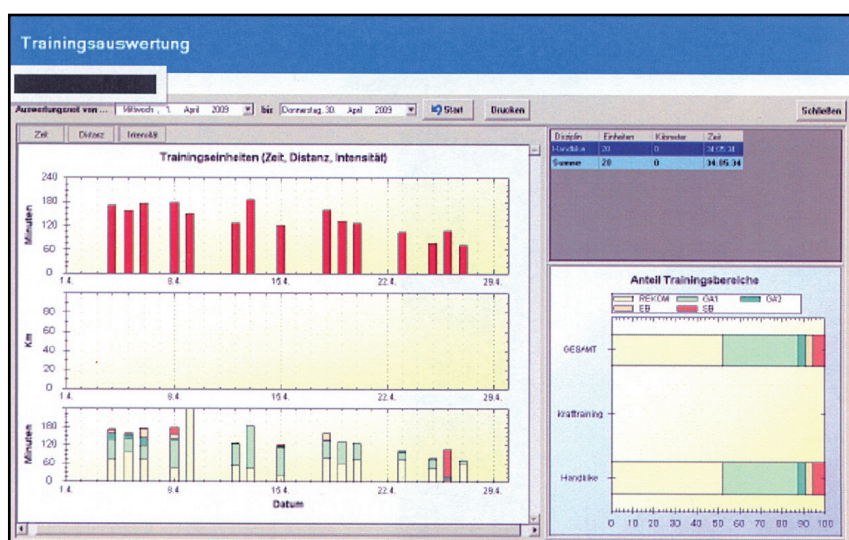 Trainingsauswertung
Auswertungszeit von ... Mittwoch , 1. April 2009 bis Donnerstag, 30. April 2009 Start Drucken Schließen
Zeit Distanz Intensität
Trainingseinheiten (Zeit, Distanz, Intensität)
240
180
120
60
0
Minuten
1.4. 8.4. 15.4. 22.4. 29.4.
80
60
40
20
0
Km
1.4. 8.4. 15.4. 22.4. 29.4.
180
120
60
0
Minuten
1.4. 8.4. 15.4. 22.4. 29.4.
Datum
Disziplin Einheiten Kilometer Zeit
Handbike 20 0 34:05:34
Summe 20 0 34:05:34
Anteil Trainingsbereiche
REKOM GA1 GA2
EB SB
GESAMT
Krafttraining
Handbike
0 10 20 30 40 50 60 70 80 90 100